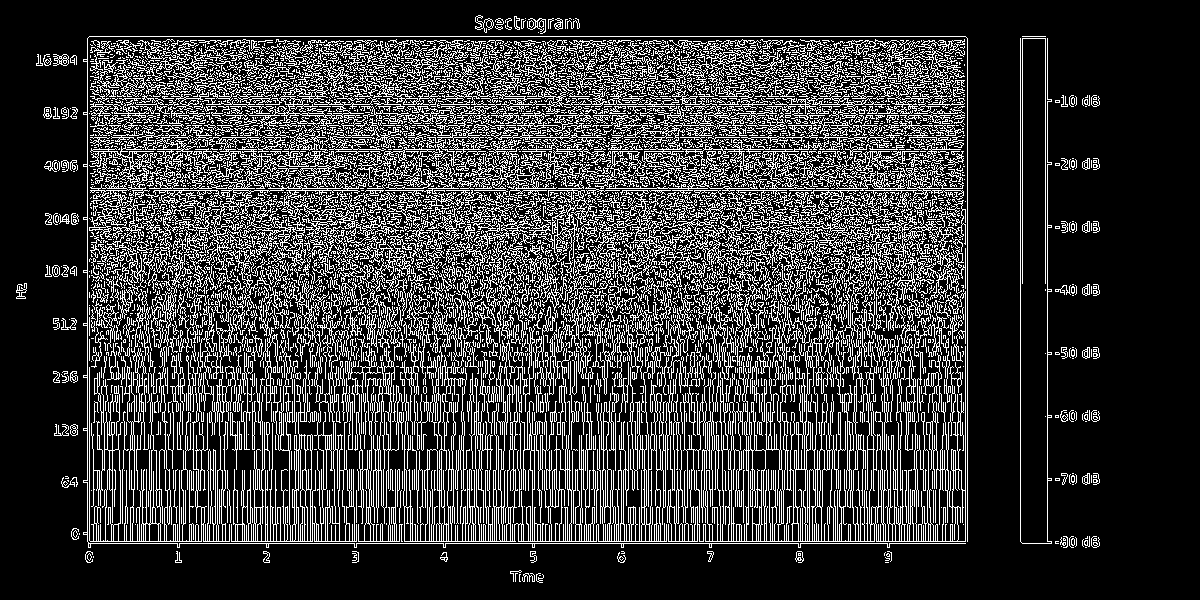 Spectrogram
16384
8192
4096
2048
1024
512
256
128
64
0
Hz
0 1 2 3 4 5 6 7 8 9
Time
-10 dB
-20 dB
-30 dB
-40 dB
-50 dB
-60 dB
-70 dB
-80 dB